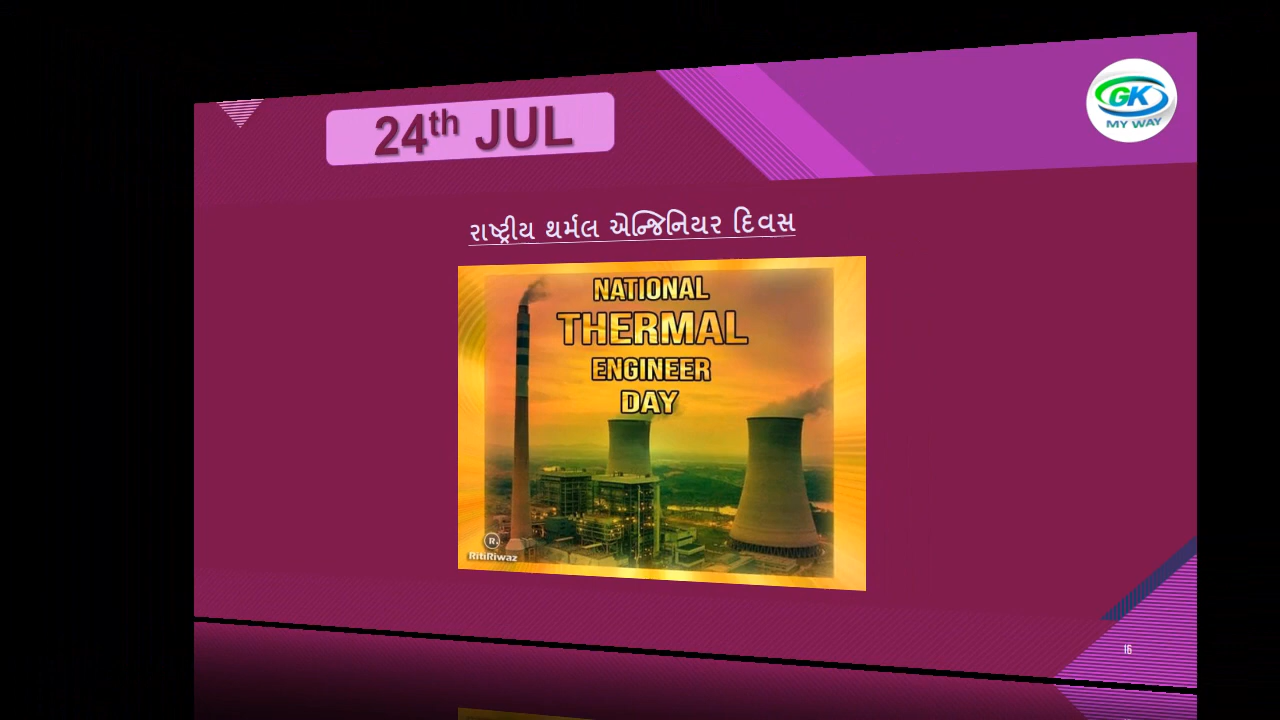 24th JUL
GK
MY WAY
રાષ્ટ્રીય થર્મલ એન્જિનિયર દિવસ
NATIONAL
THERMAL
ENGINEER
DAY
R
RitiRiwaz
16